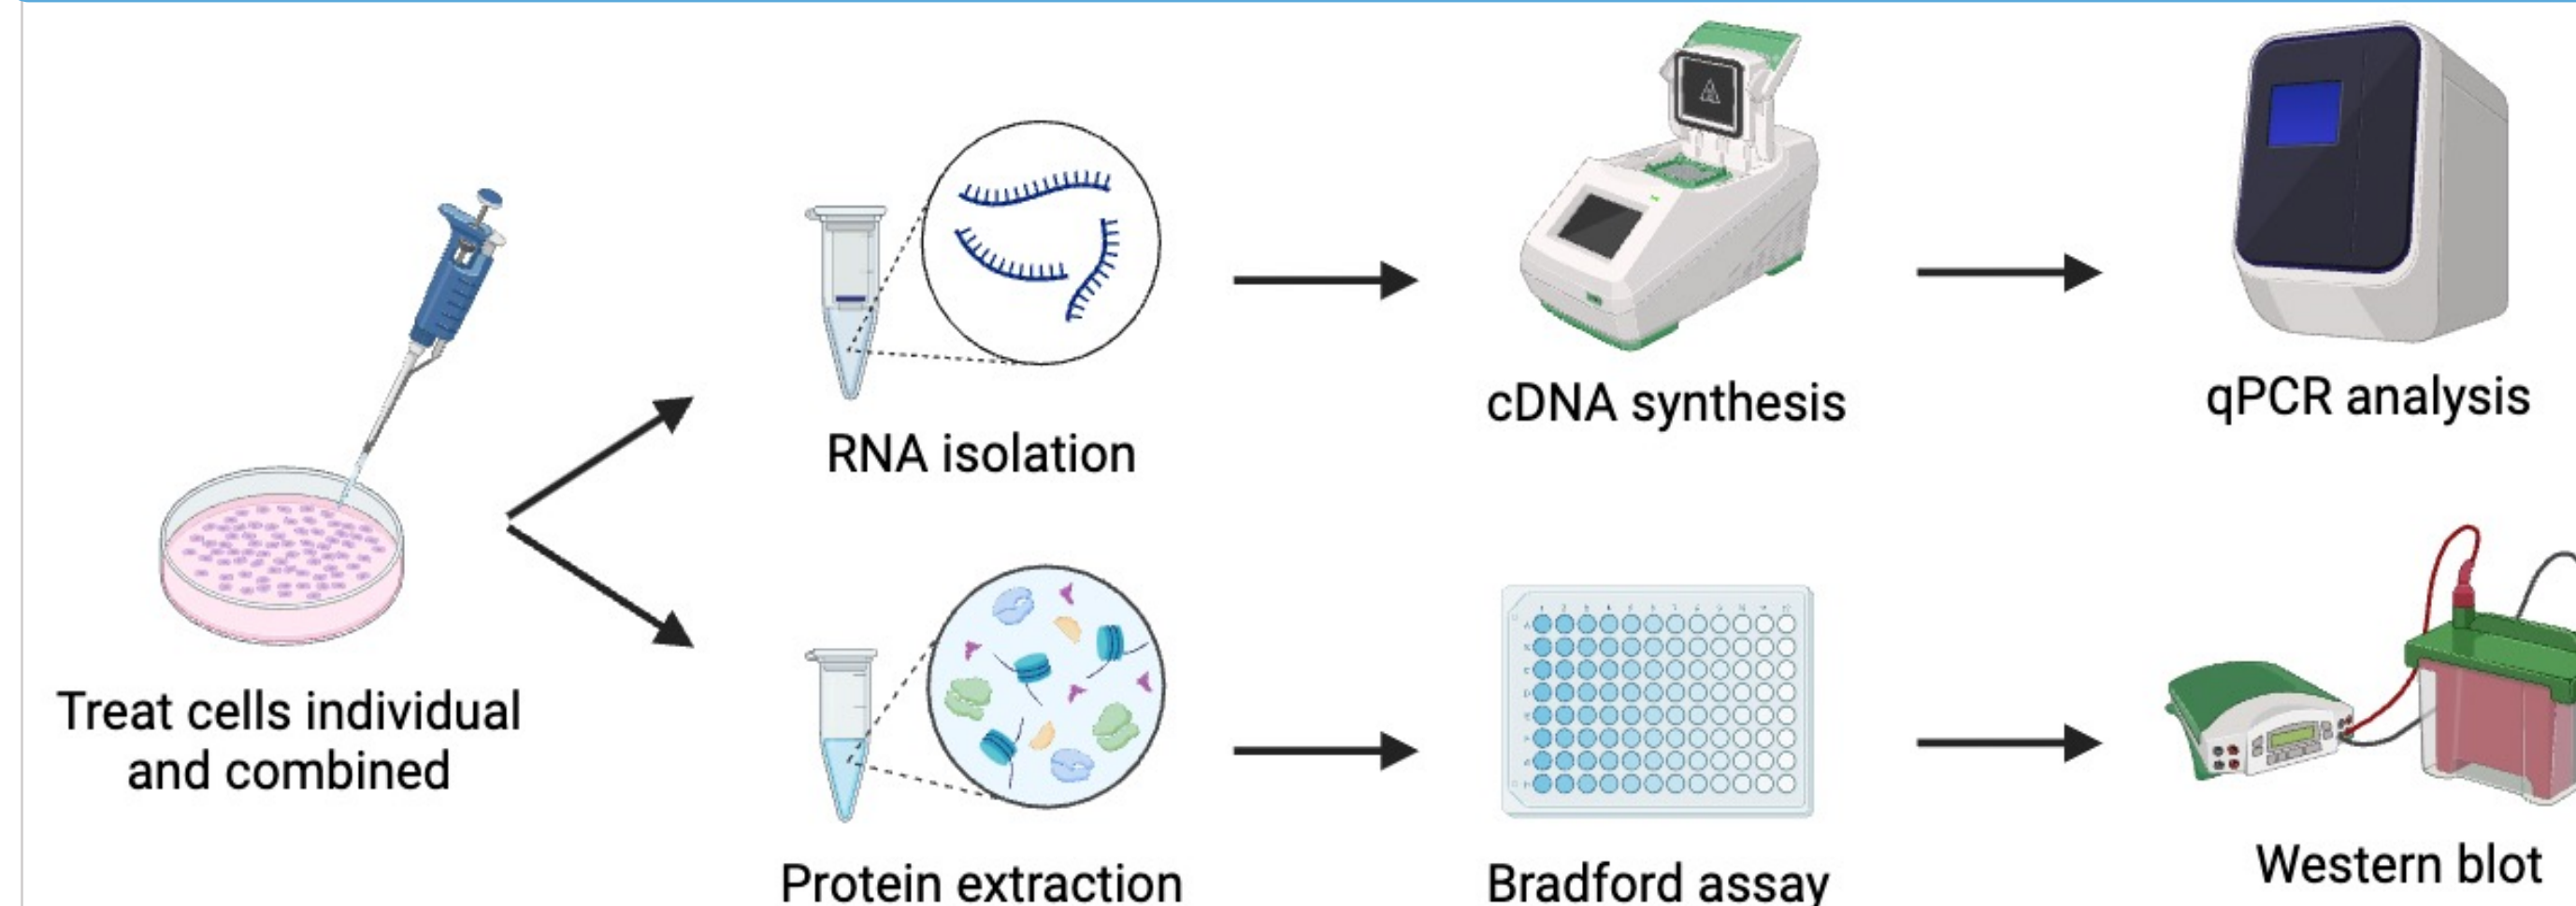 RNA isolation
cDNA synthesis
qPCR analysis
Treat cells individual
and combined
Protein extraction
Bradford assay
Western blot